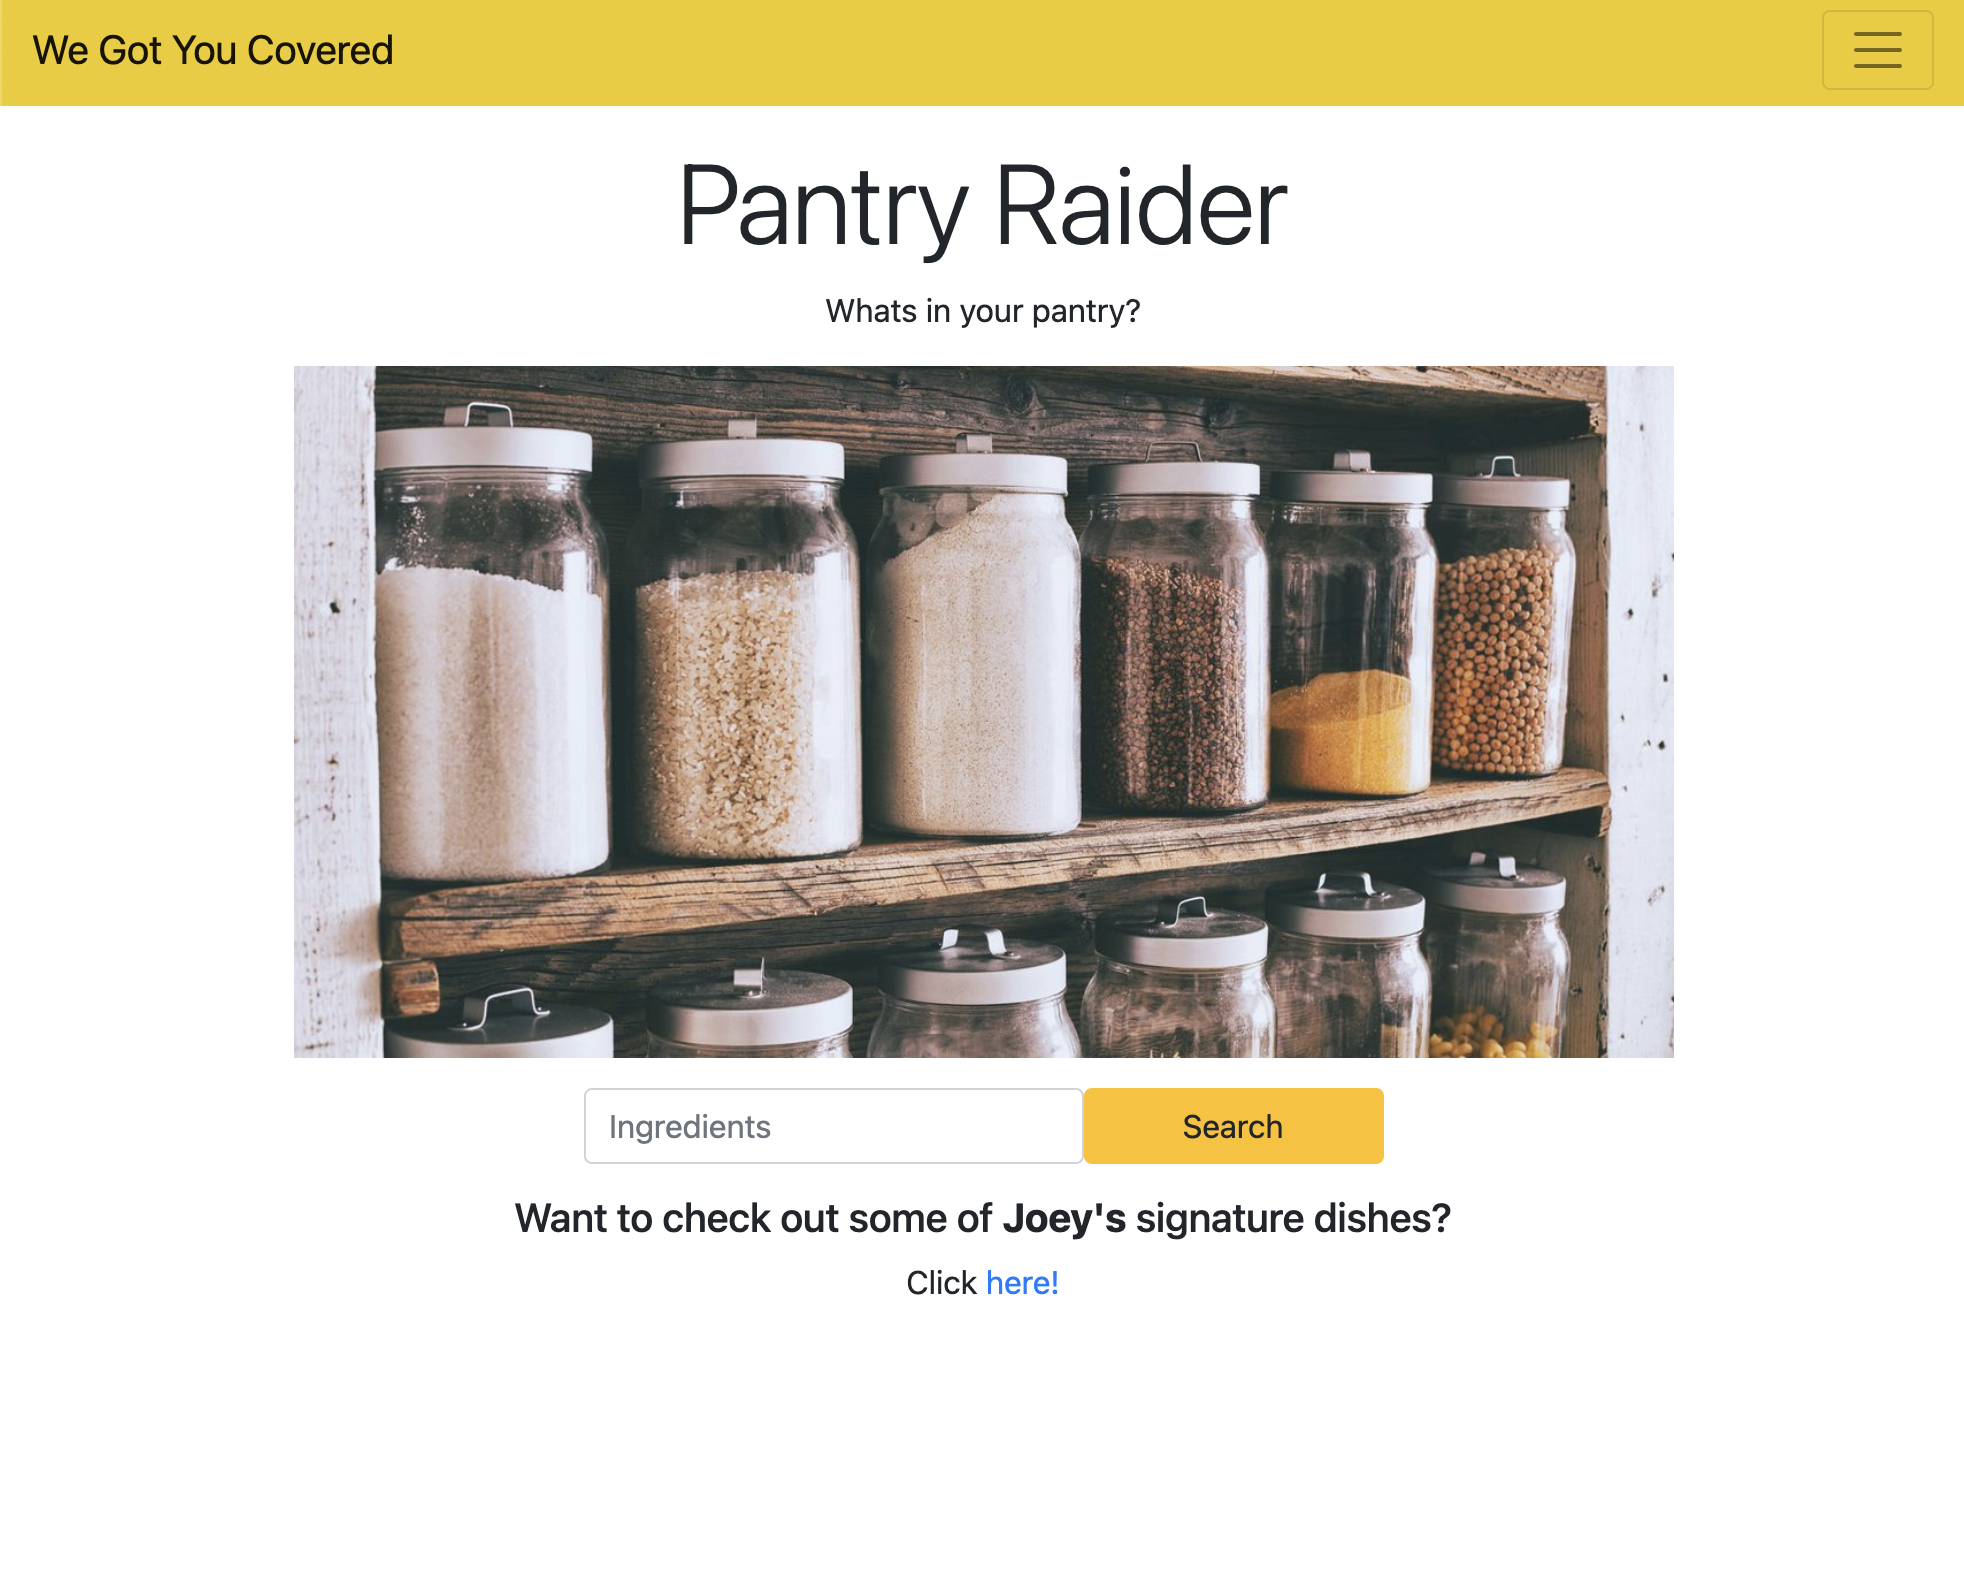 We Got You Covered
Pantry Raider
Whats in your pantry?
Ingredients
Search
Want to check out some of Joey's signature dishes?
Click here!